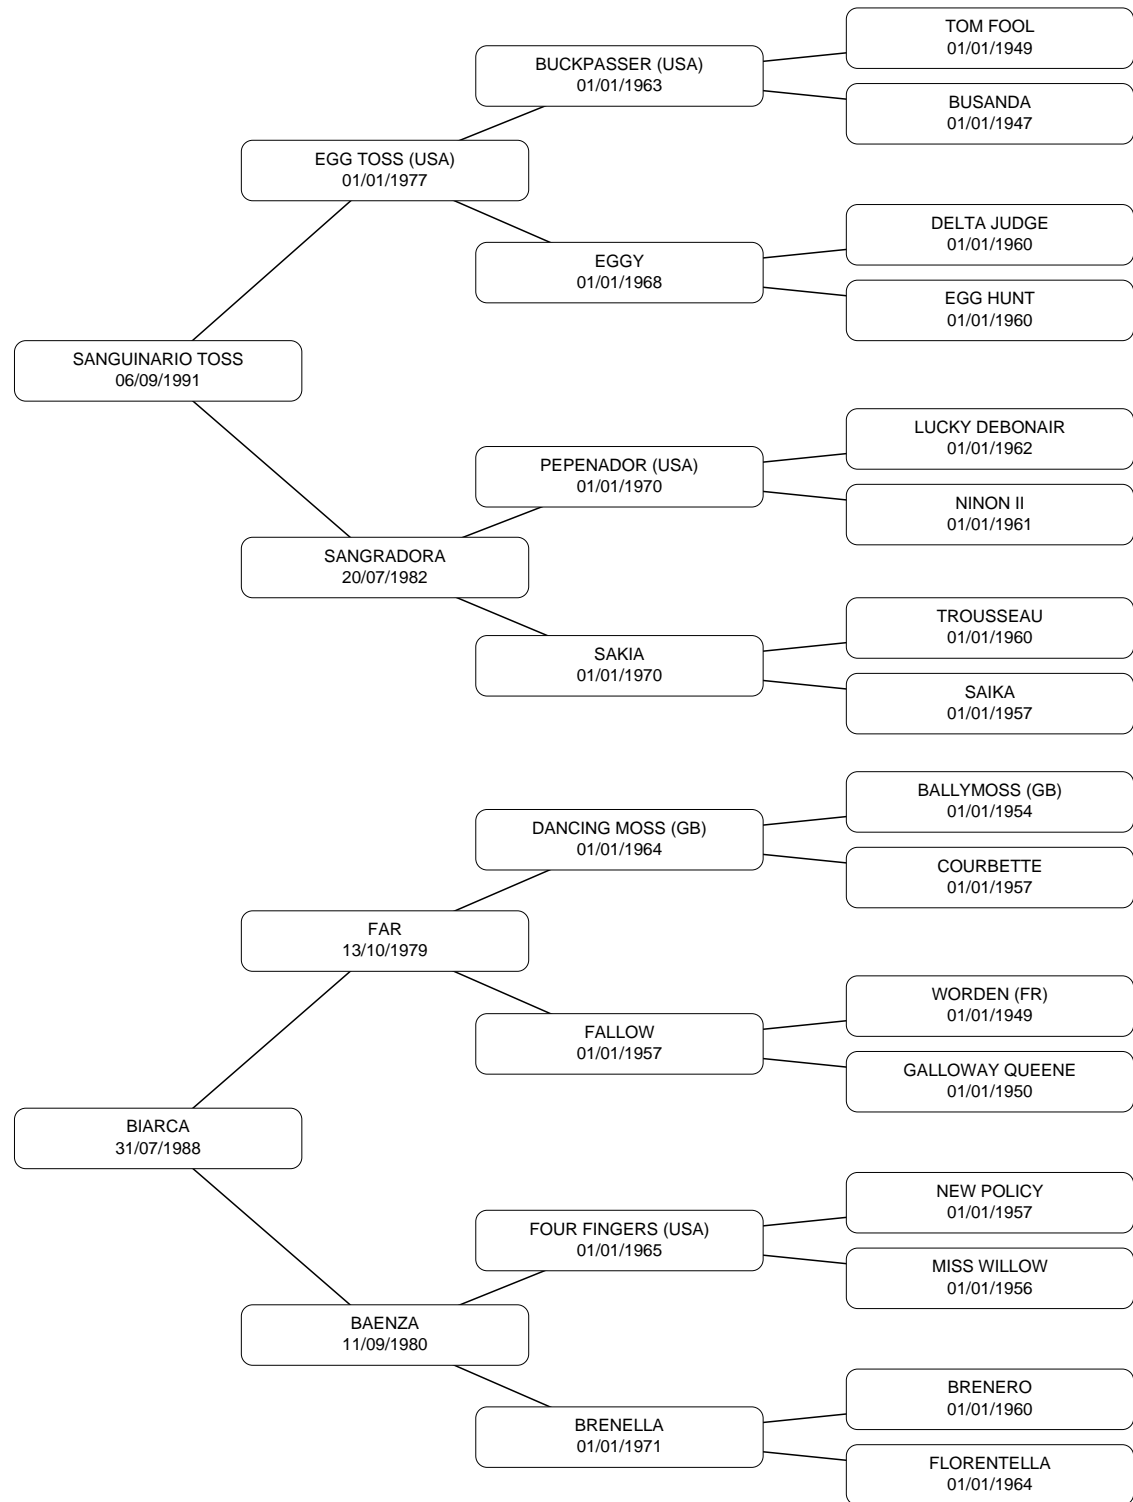 TOM FOOL
01/01/1949
BUCKPASSER (USA)
01/01/1963
BUSANDA
01/01/1947
EGG TOSS (USA)
01/01/1977
DELTA JUDGE
01/01/1960
EGGY
01/01/1968
EGG HUNT
01/01/1960
SANGUINARIO TOSS
06/09/1991
LUCKY DEBONAIR
01/01/1962
PEPENADOR (USA)
01/01/1970
NINON II
01/01/1961
SANGRADORA
20/07/1982
TROUSSEAU
01/01/1960
SAKIA
01/01/1970
SAIKA
01/01/1957
BALLYMOSS (GB)
01/01/1954
DANCING MOSS (GB)
01/01/1964
COURBETTE
01/01/1957
FAR
13/10/1979
WORDEN (FR)
01/01/1949
FALLOW
01/01/1957
GALLOWAY QUEENE
01/01/1950
BIARCA
31/07/1988
NEW POLICY
01/01/1957
FOUR FINGERS (USA)
01/01/1965
MISS WILLOW
01/01/1956
BAENZA
11/09/1980
BRENERO
01/01/1960
BRENELLA
01/01/1971
FLORENTELLA
01/01/1964